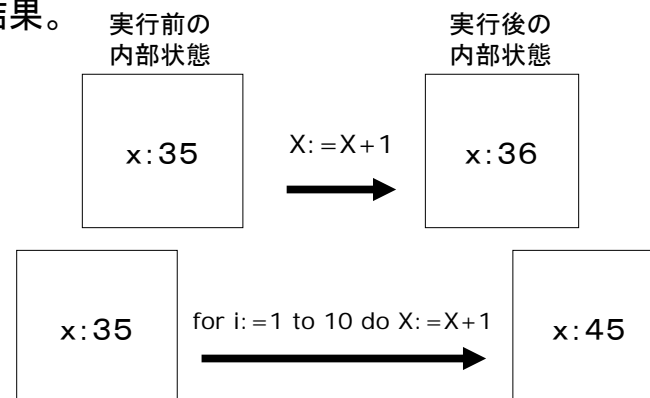 結果。
実行前の
内部状態
実行後の
内部状態
x:35
X:=X+1
x:36
x:35
for i:=1 to 10 do X:=X+1
x:45